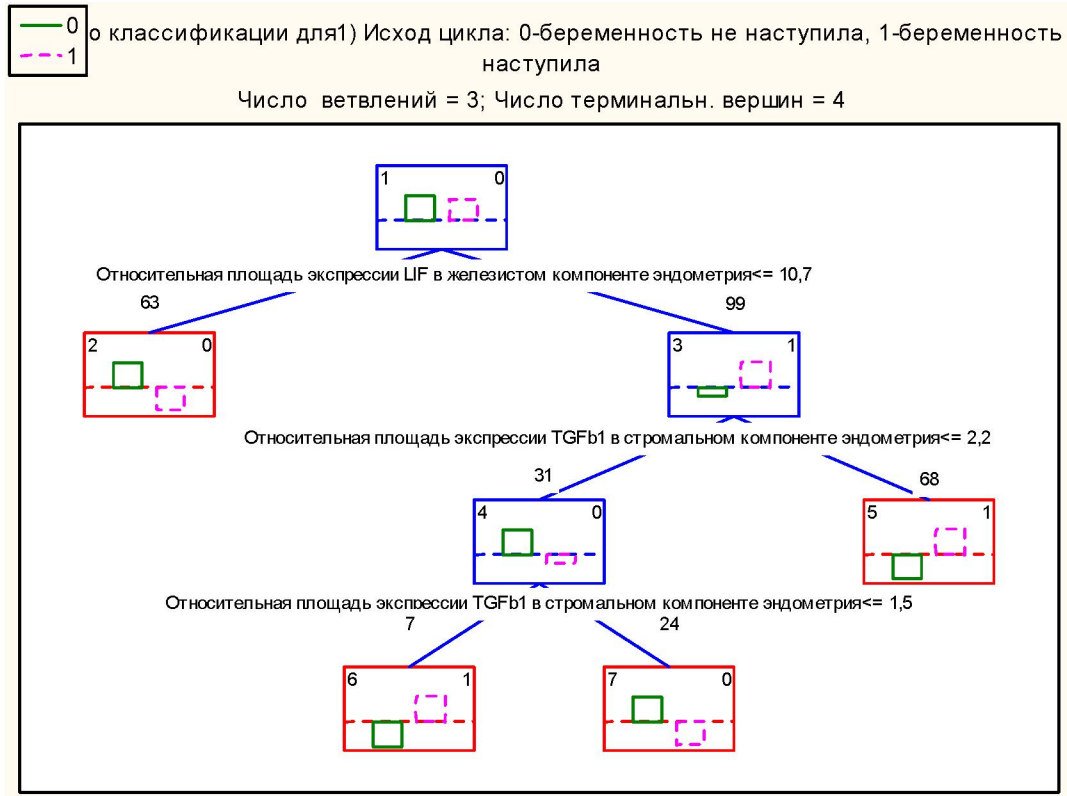 0
1
о классификации для1) Исход цикла: 0-беременность не наступила, 1-беременность
наступила
Число ветвлений = 3; Число терминальн. вершин = 4
1 0
Относительная площадь экспрессии LIF в железистом компоненте эндометрия<= 10,7
63 99
2 0 3 1
Относительная площадь экспрессии TGFb1 в стромальном компоненте эндометрия<= 2,2
31 68
4 0 5 1
Относительная площадь экспрессии TGFb1 в стромальном компоненте эндометрия<= 1,5
7 24
6 1 7 0